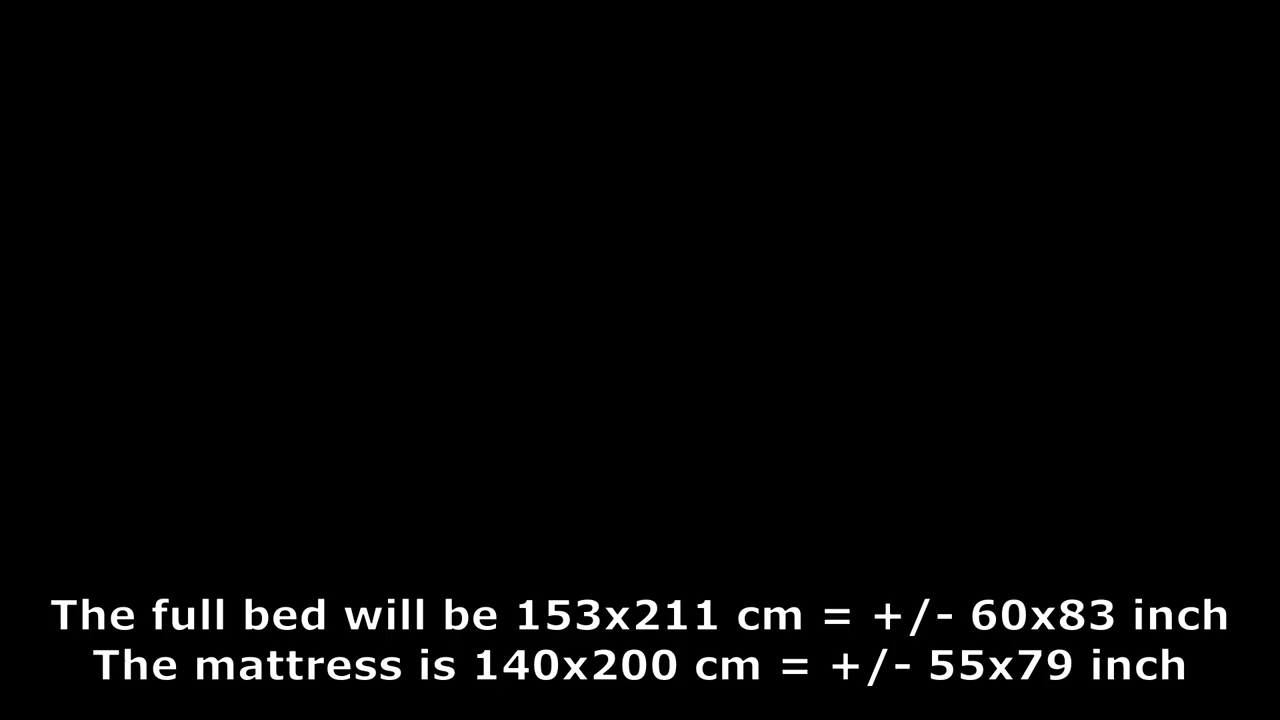 The full bed will be 153x211 cm = +/- 60x83 inch
The mattress is 140x200 cm = +/- 55x79 inch